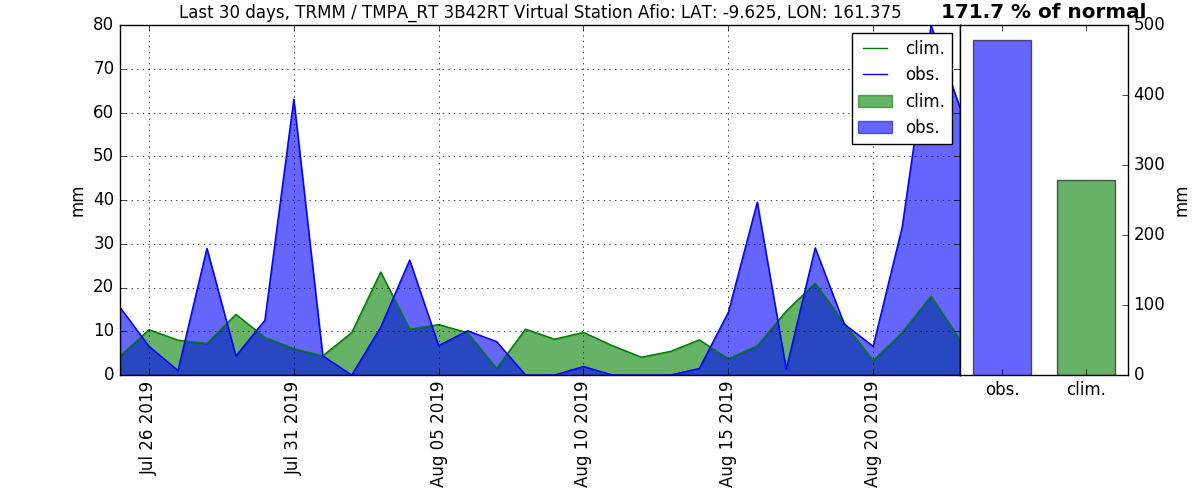 Last 30 days, TRMM / TMPA_RT 3B42RT Virtual Station Afio: LAT: -9.625, LON: 161.375
171.7 % of normal
80
70
60
50
40
30
20
10
0
mm
clim.
obs.
clim.
obs.
Jul 26 2019
Jul 31 2019
Aug 05 2019
Aug 10 2019
Aug 15 2019
Aug 20 2019
500
400
300
200
100
0
mm
obs.
clim.